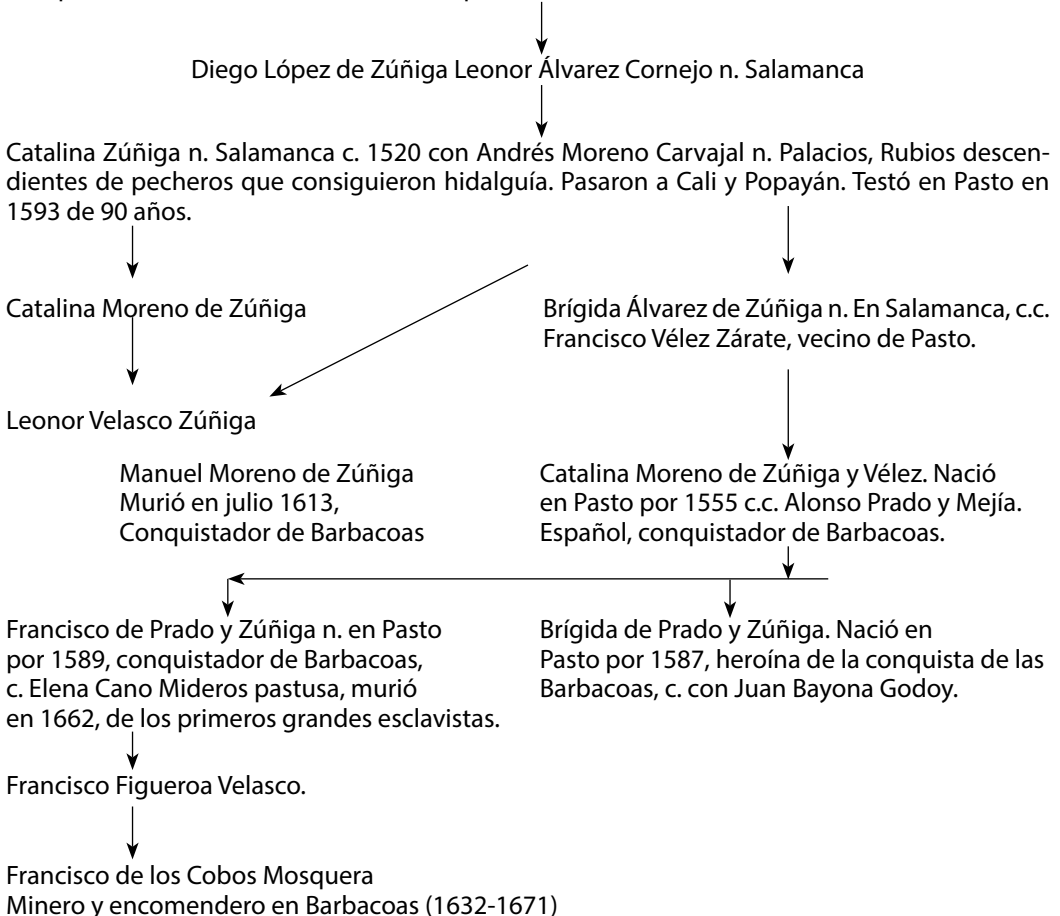 Diego López de Zúñiga Leonor Álvarez Cornejo n. Salamanca
Catalina Zúñiga n. Salamanca c. 1520 con Andrés Moreno Carvajal n. Palacios, Rubios descen-
dientes de pecheros que consiguieron hidalguía. Pasaron a Cali y Popayán. Testó en Pasto en
1593 de 90 años.
Catalina Moreno de Zúñiga
Brígida Álvarez de Zúñiga n. En Salamanca, c.c.
Francisco Vélez Zárate, vecino de Pasto.
Leonor Velasco Zúñiga
Manuel Moreno de Zúñiga
Murió en julio 1613,
Conquistador de Barbacoas
Catalina Moreno de Zúñiga y Vélez. Nació
en Pasto por 1555 c.c. Alonso Prado y Mejía.
Español, conquistador de Barbacoas.
Francisco de Prado y Zúñiga n. en Pasto
por 1589, conquistador de Barbacoas,
c. Elena Cano Mideros pastusa, murió
en 1662, de los primeros grandes esclavistas.
Brígida de Prado y Zúñiga. Nació en
Pasto por 1587, heroína de la conquista de las
Barbacoas, c. con Juan Bayona Godoy.
Francisco Figueroa Velasco.
Francisco de los Cobos Mosquera
Minero y encomendero en Barbacoas (1632-1671)